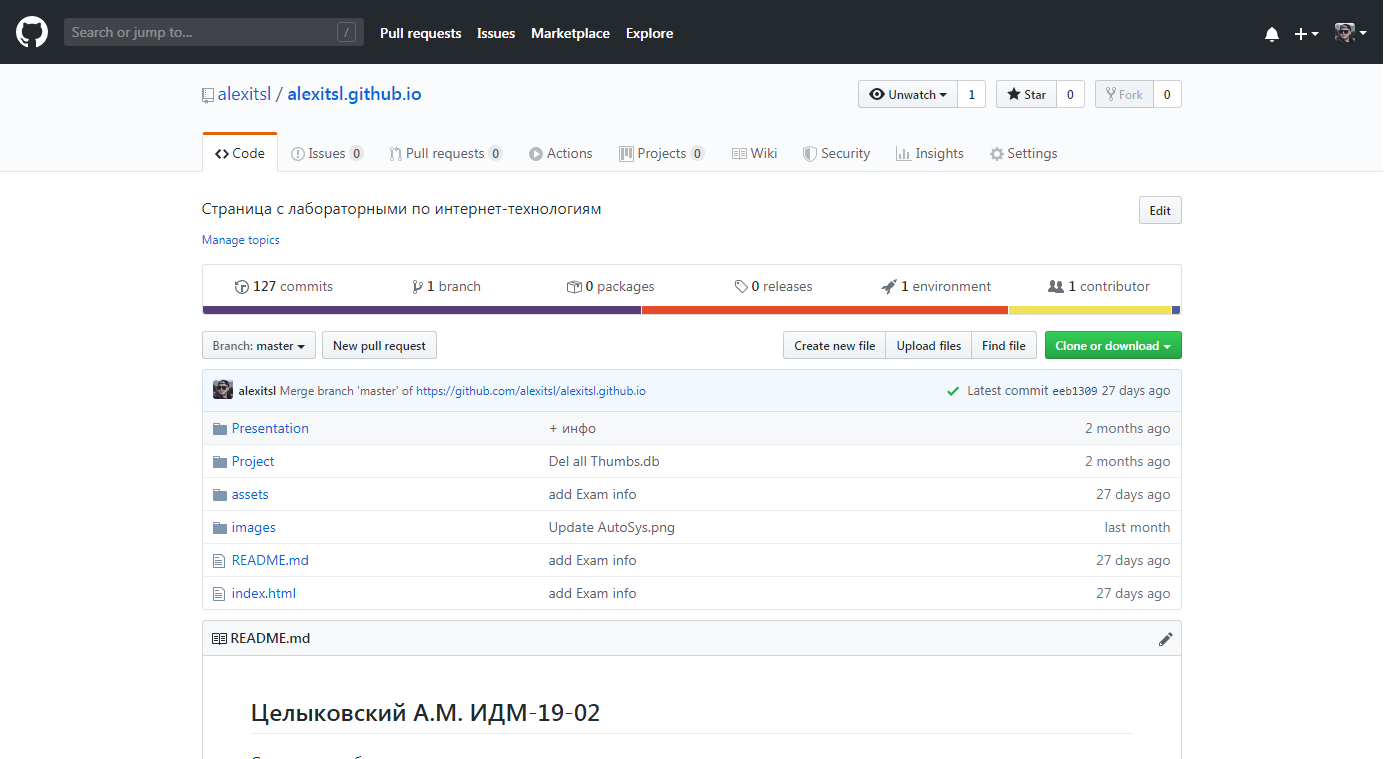 Search or jump to... / Pull requests Issues Marketplace Explore
alexitsl / alexitsl.github.io Unwatch 1 Star 0 Fork 0
Code Issues 0 Pull requests 0 Actions Projects 0 Wiki Security Insights Settings
Страница с лабораторными по интернет-технологиям Edit
Manage topics
127 commits 1 branch 0 packages 0 releases 1 environment 1 contributor
Branch: master New pull request Create new file Upload files Find file Clone or download
alexitsl Merge branch 'master' of https://github.com/alexitsl/alexitsl.github.io Latest commit eeb1309 27 days ago
Presentation + инфо 2 months ago
Project Del all Thumbs.db 2 months ago
assets add Exam info 27 days ago
images Update AutoSys.png last month
README.md add Exam info 27 days ago
index.html add Exam info 27 days ago
README.md
Целыковский А.М. ИДМ-19-02